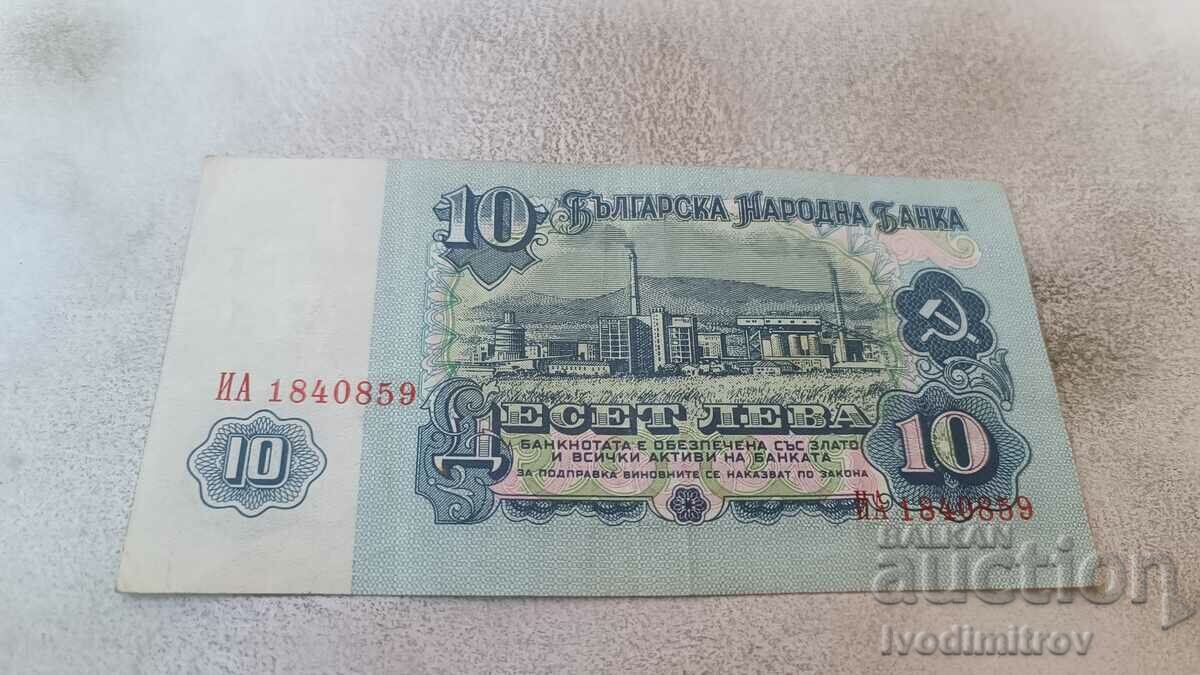 10 БЪЛГАРСКА НАРОДНА БАНКА
ИА 1840859
10
ДЕСЕТ ЛЕВА
БАНКНОТАТА Е ОБЕЗПЕЧЕНА СЪС ЗЛАТО
И ВСИЧКИ АКТИВИ НА БАНКАТА
ЗА ПОДПРАВКА ВИНОВНИТЕ СЕ НАКАЗВАТ ПО ЗАКОНА
10
ИА 1840859
BALKAN
auction
Ivodimitrov